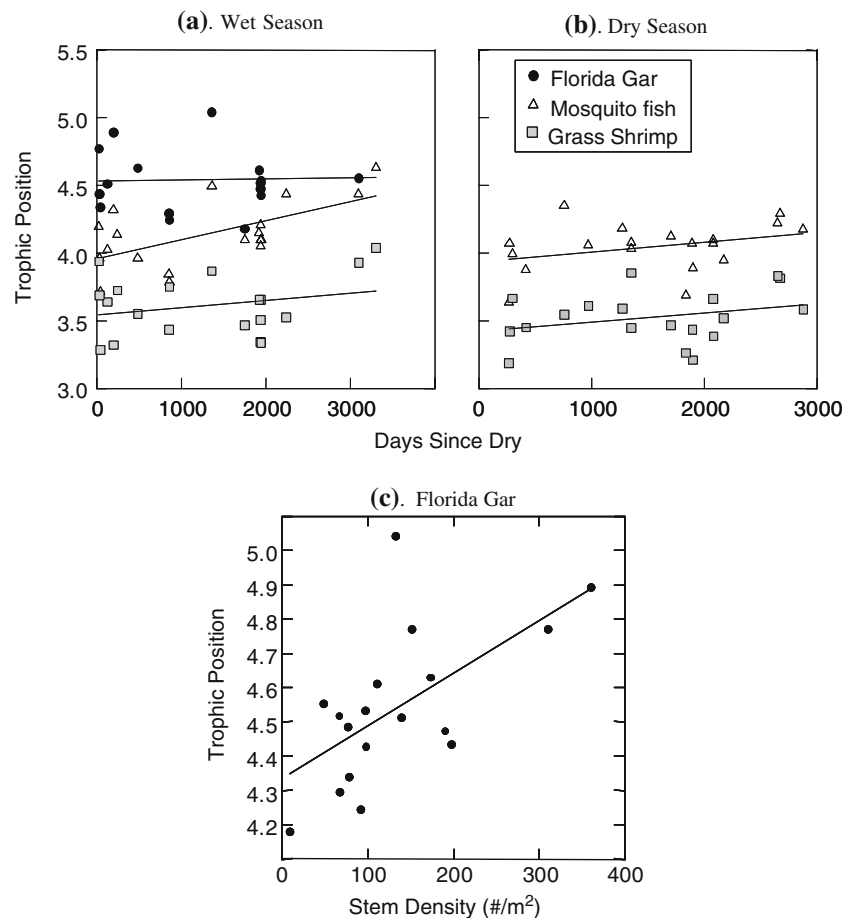 (a). Wet Season
(b). Dry Season
5.5
5.0
4.5
4.0
3.5
3.0
Trophic Position
Florida Gar
Mosquito fish
Grass Shrimp
0 1000 2000 3000
0 1000 2000 3000
Days Since Dry
(c). Florida Gar
5.0
4.9
4.8
4.7
4.6
4.5
4.4
4.3
4.2
Trophic Position
0 100 200 300 400
Stem Density (#/m²)